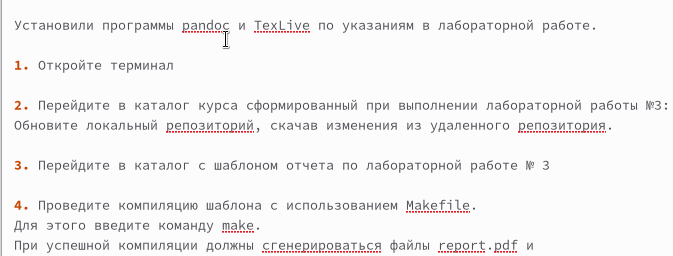 Установили программы pandoc и TexLive по указаниям в лабораторной работе.
1. Откройте терминал
2. Перейдите в каталог курса сформированный при выполнении лабораторной работы №3:
Обновите локальный репозиторий, скачав изменения из удаленного репозитория.
3. Перейдите в каталог с шаблоном отчета по лабораторной работе № 3
4. Проведите компиляцию шаблона с использованием Makefile.
Для этого введите команду make.
При успешной компиляции должны сгенерироваться файлы report.pdf и